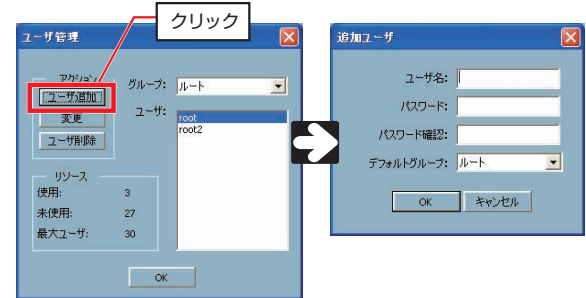 クリック
ユーザ管理
アクション
ユーザ追加
変更
ユーザ削除
グループ: ルート
ユーザ:
root
root2
リソース
使用: 3
未使用: 27
最大ユーザ: 30
OK
追加ユーザ
ユーザ名:
パスワード:
パスワード確認:
デフォルトグループ: ルート
OK キャンセル